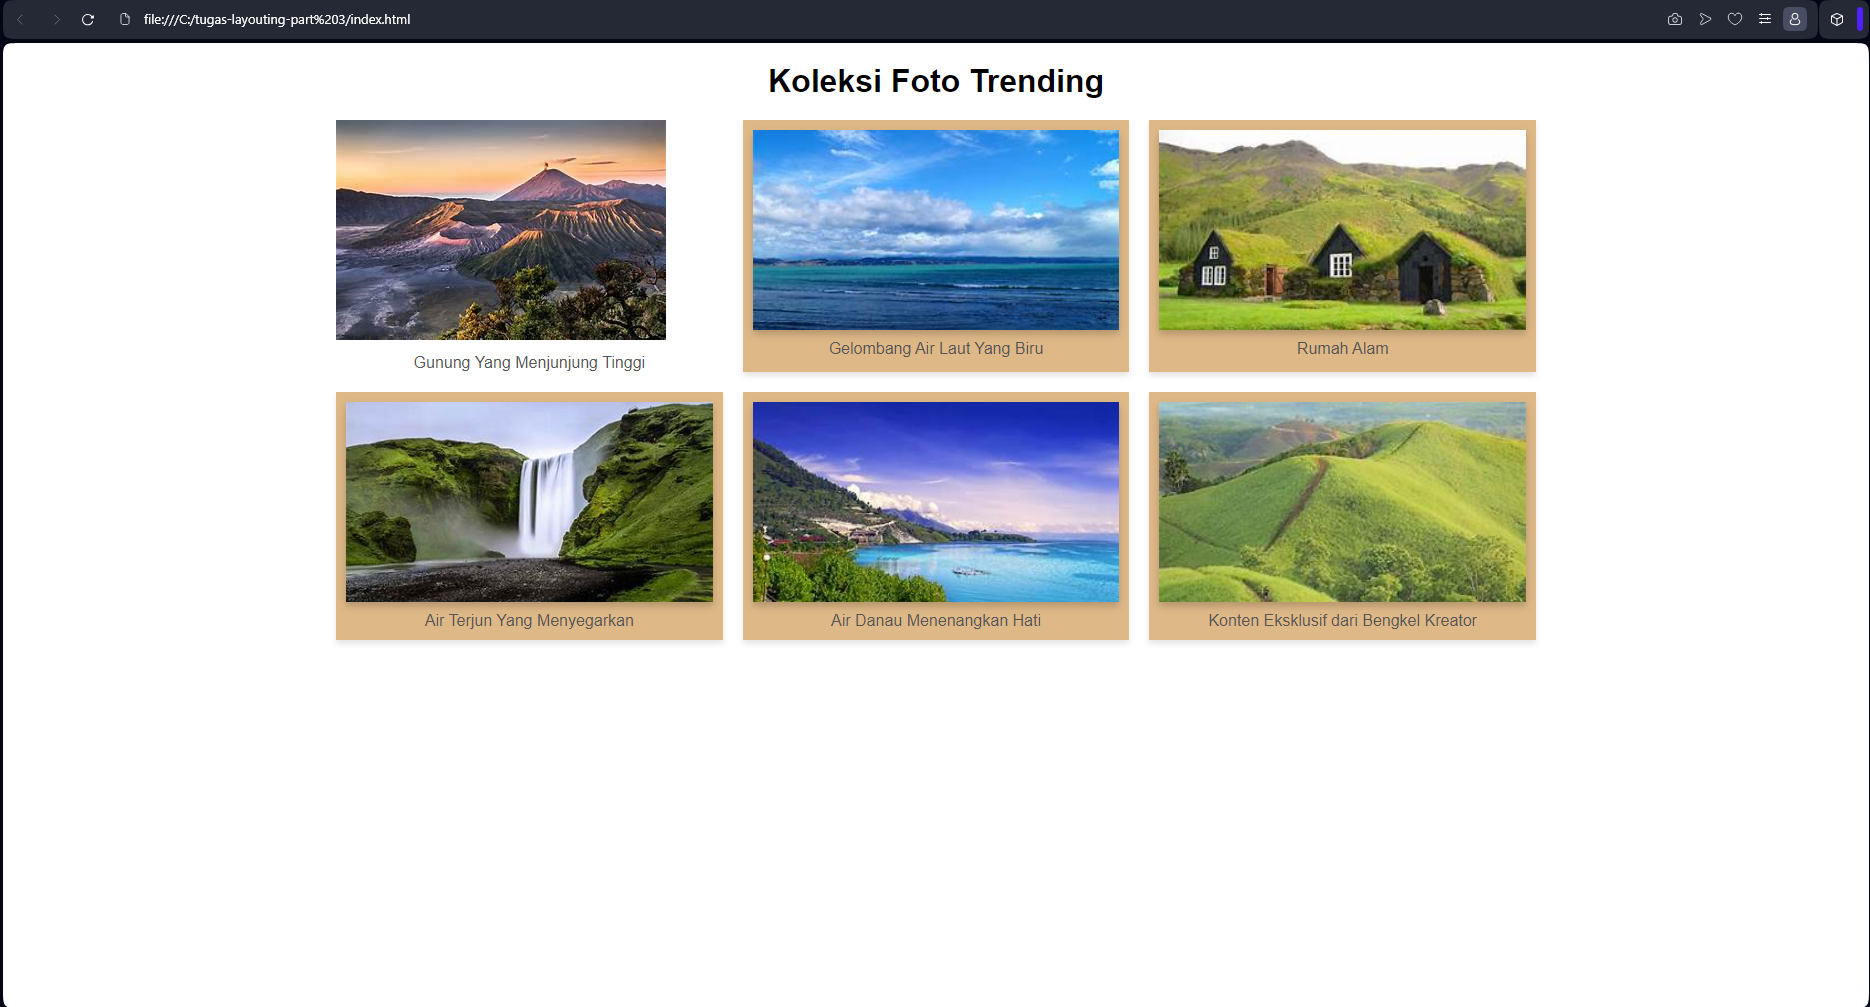 file:///C:/tugas-layouting-part%203/index.html
Koleksi Foto Trending
Gunung Yang Menjunjung Tinggi
Gelombang Air Laut Yang Biru
Rumah Alam
Air Terjun Yang Menyegarkan
Air Danau Menenangkan Hati
Konten Eksklusif dari Bengkel Kreator